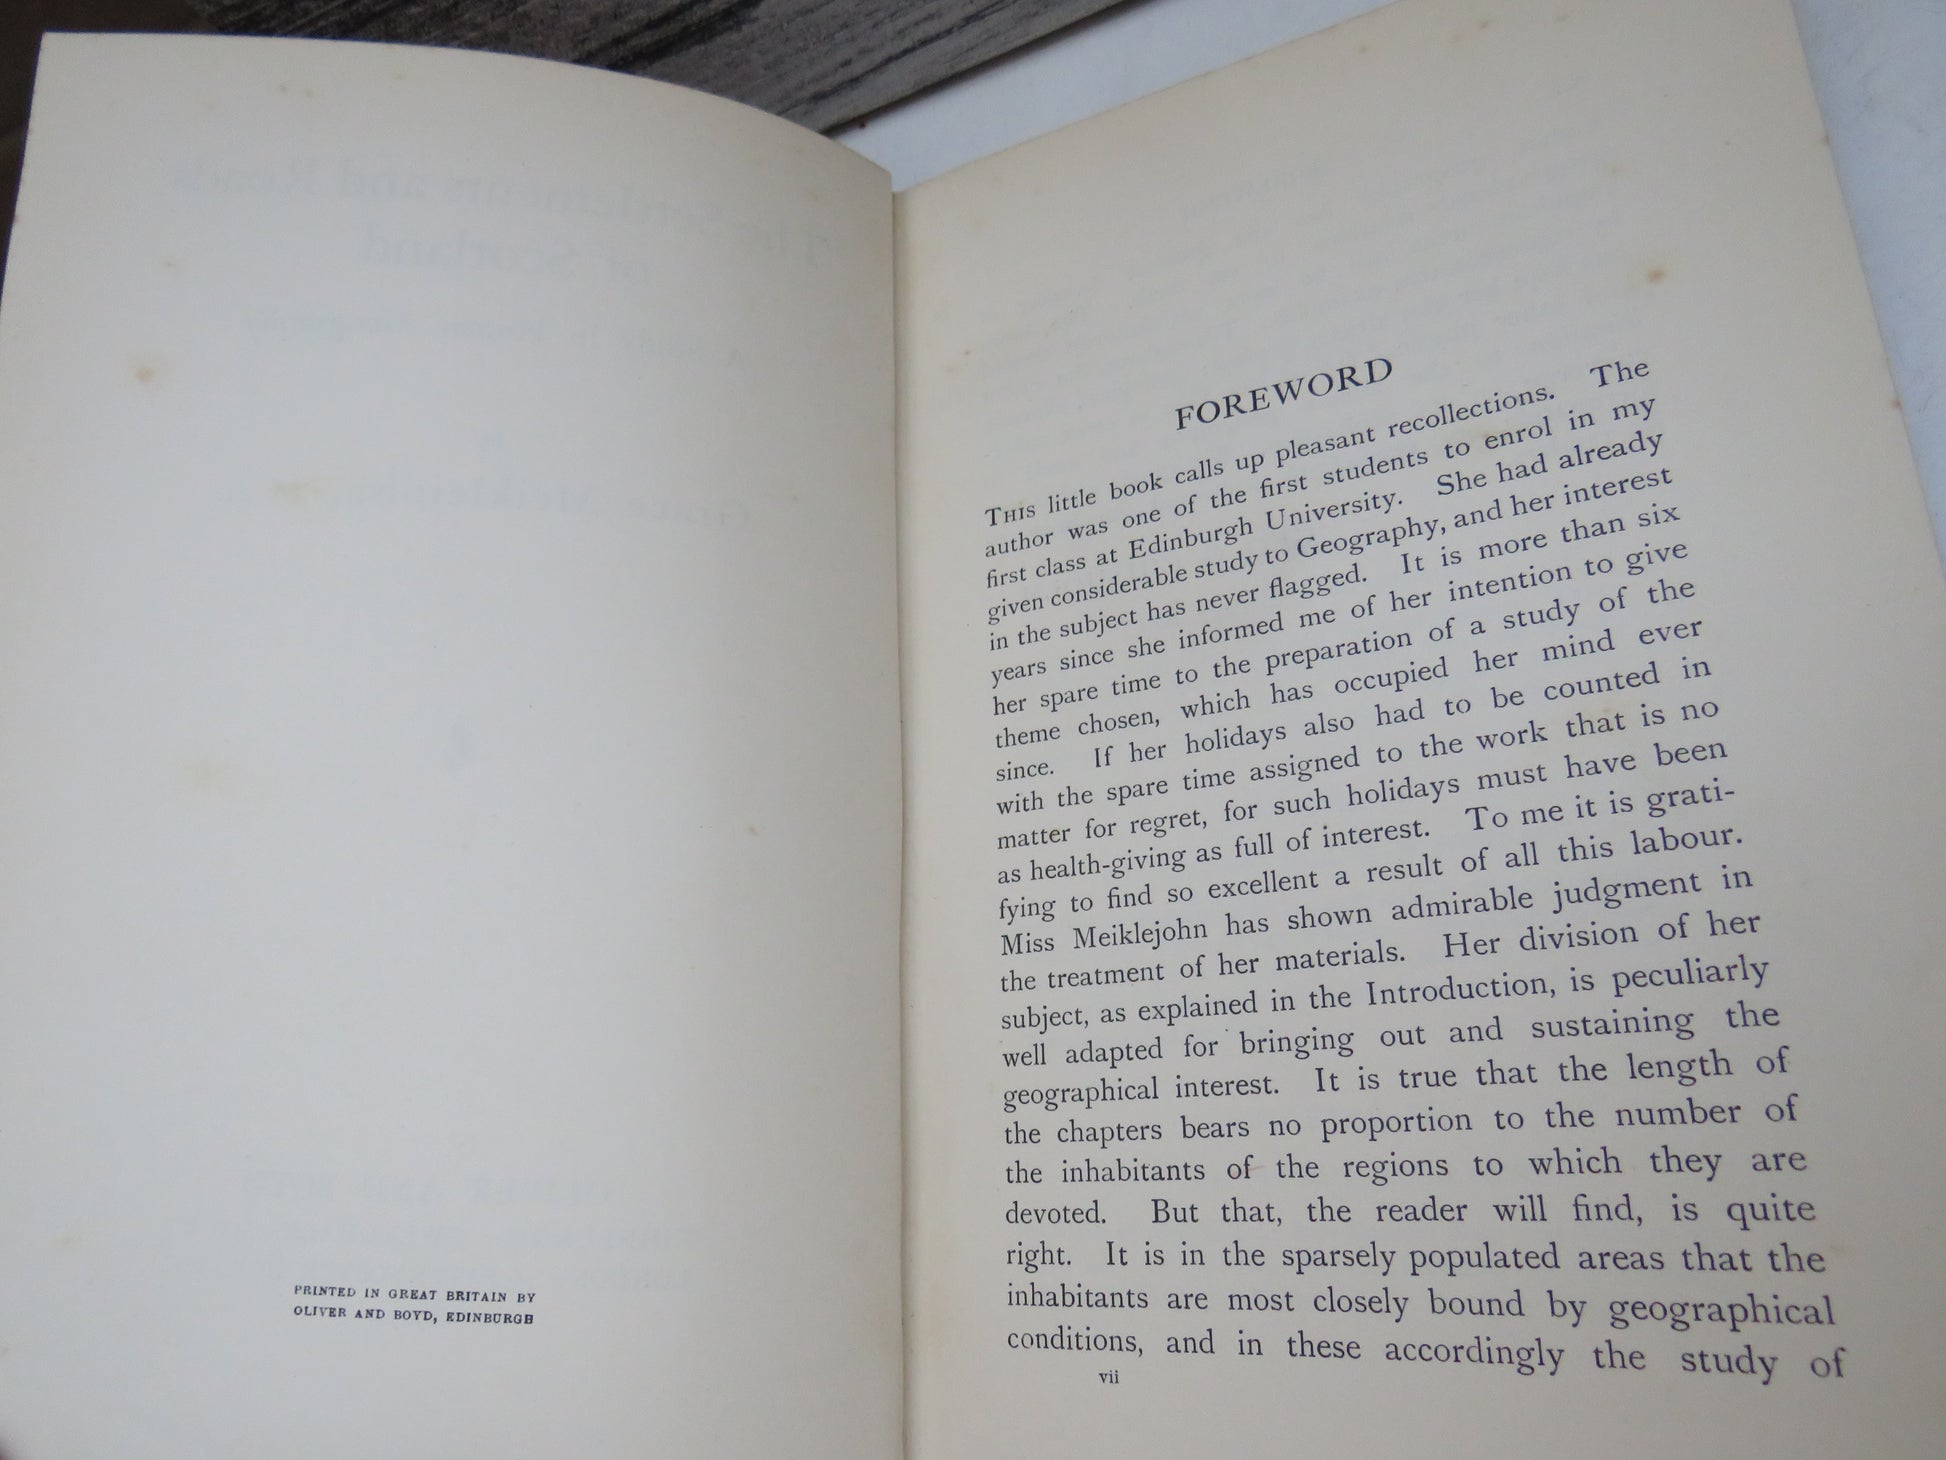 PRINTED IN GREAT BRITAIN BY
OLIVER AND BOYD, EDINBURGH
FOREWORD
THIS little book calls up pleasant recollections. The
author was one of the first students to enrol in my
first class at Edinburgh University. She had already
given considerable study to Geography, and her interest
in the subject has never flagged. It is more than six
years since she informed me of her intention to give
her spare time to the preparation of a study of the
theme chosen, which has occupied her mind ever
since. If her holidays also had to be counted in
with the spare time assigned to the work that is no
matter for regret, for such holidays must have been
as health-giving as full of interest. To me it is grati-
fying to find so excellent a result of all this labour.
Miss Meiklejohn has shown admirable judgment in
the treatment of her materials. Her division of her
subject, as explained in the Introduction, is peculiarly
well adapted for bringing out and sustaining the
geographical interest. It is true that the length of
the chapters bears no proportion to the number of
the inhabitants of the regions to which they are
devoted. But that, the reader will find, is quite
right. It is in the sparsely populated areas that the
inhabitants are most closely bound by geographical
conditions, and in these accordingly the study of
vii